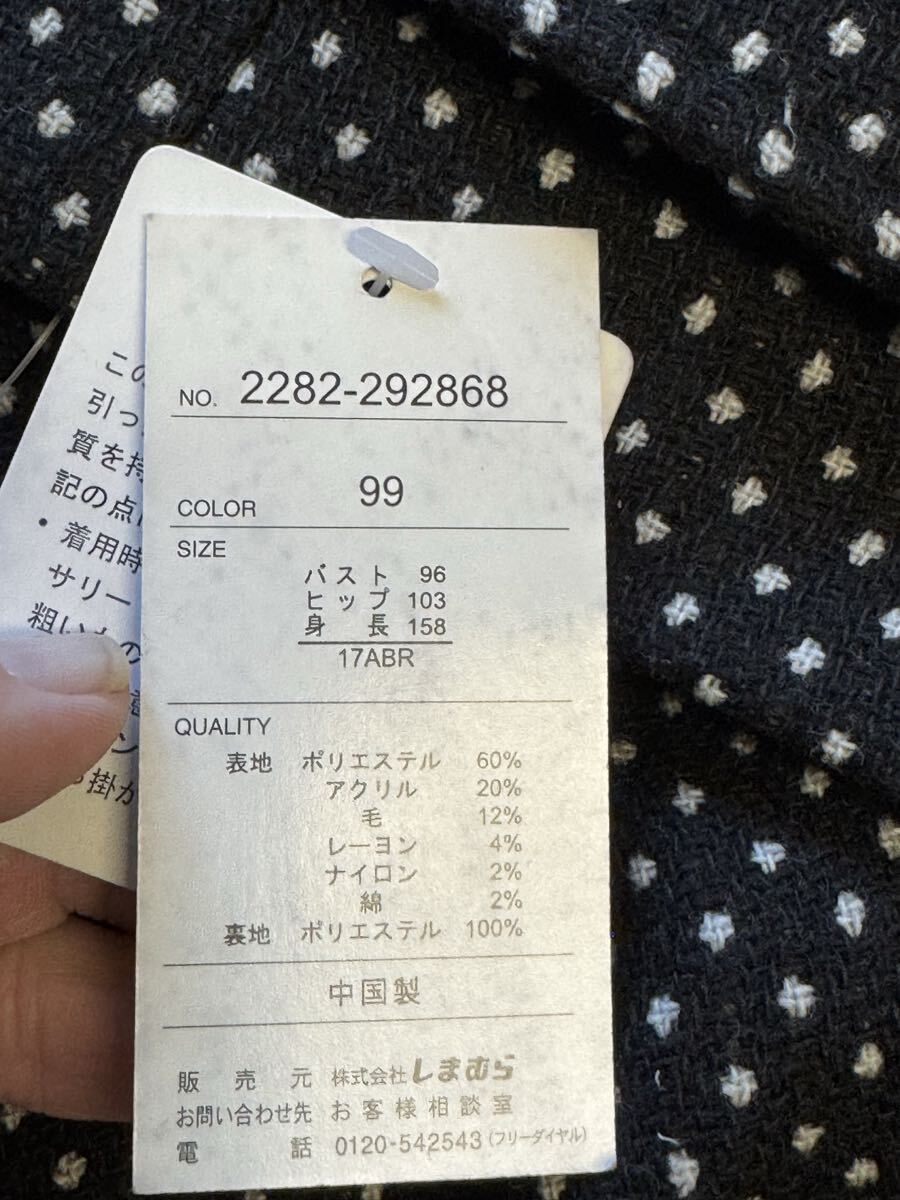 NO. 2282-292868
COLOR 99
SIZE
バスト 96
ヒップ 103
身長 158
17ABR
QUALITY
表地 ポリエステル 60%
アクリル 20%
毛 12%
レーヨン 4%
ナイロン 2%
綿 2%
裏地 ポリエステル 100%
中国製
販売元 株式会社しまむら
お問い合わせ先 お客様相談室
電話 0120-542543(フリーダイヤル)
この
引っ
質を持
記の点
・着用時
サリー
粗い
ン
掛か